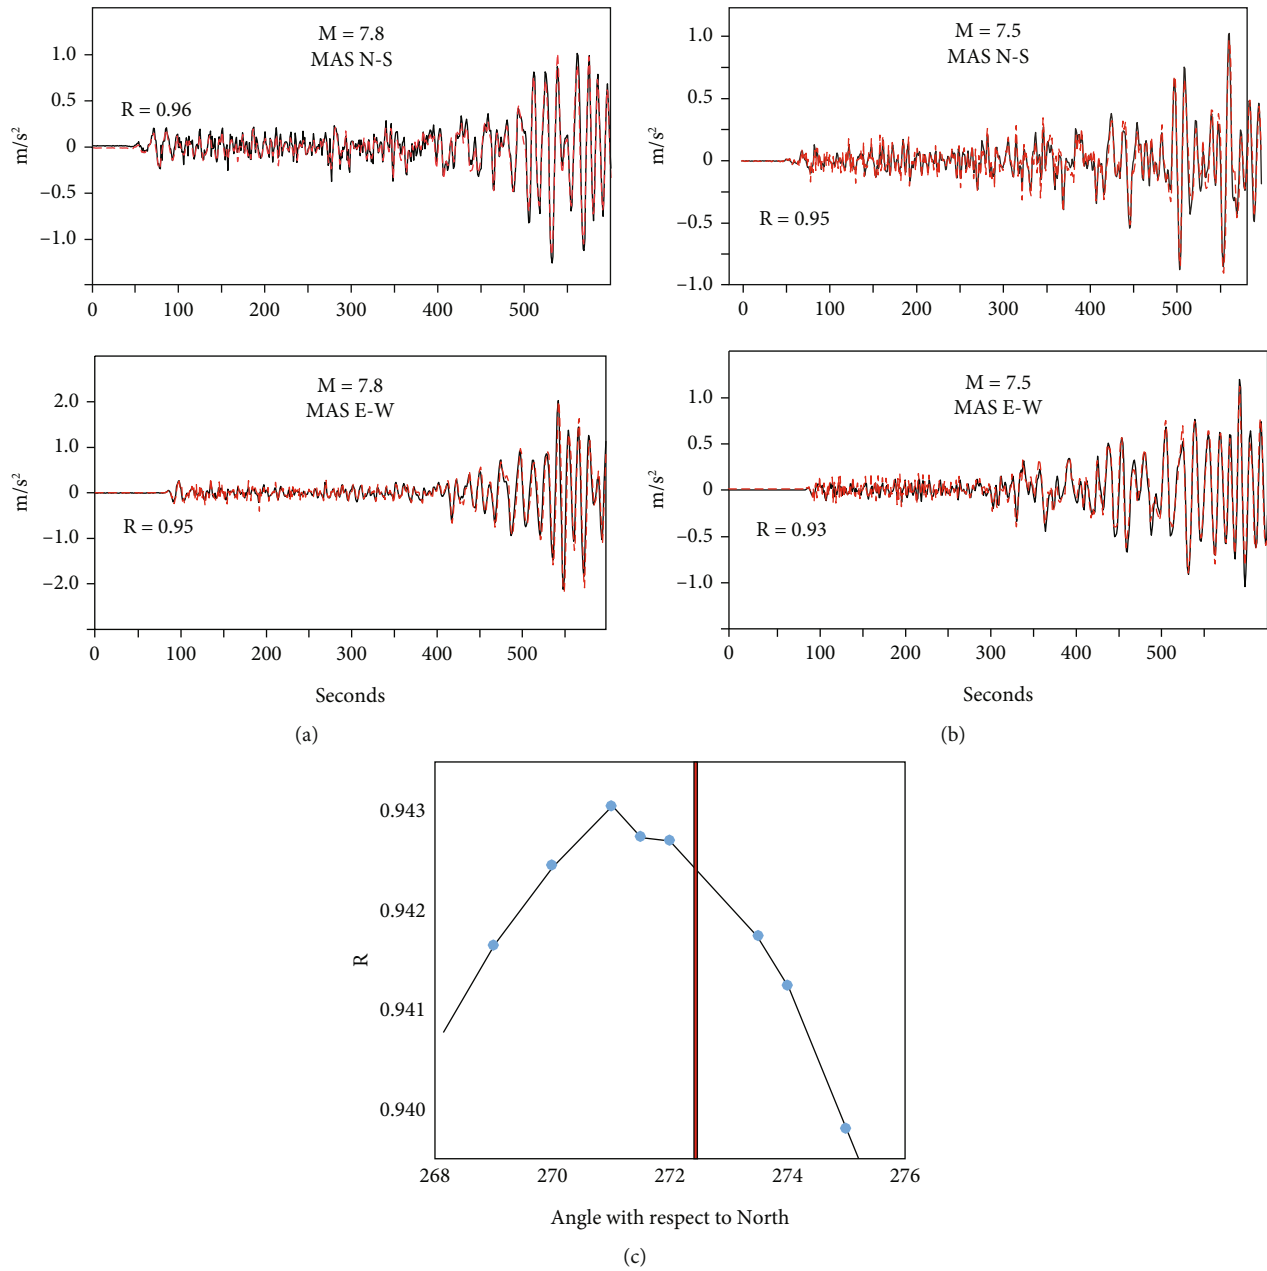 M = 7.8
MAS N-S
R = 0.96
m/s²
1.0
0.5
0
−0.5
−1.0
0 100 200 300 400 500
M = 7.5
MAS N-S
R = 0.95
m/s²
1.0
0.5
0
−0.5
−1.0
0 100 200 300 400 500
M = 7.8
MAS E-W
R = 0.95
m/s²
2.0
1.0
0
−1.0
−2.0
0 100 200 300 400 500
Seconds
(a)
M = 7.5
MAS E-W
R = 0.93
m/s²
1.0
0.5
0
−0.5
−1.0
0 100 200 300 400 500
Seconds
(b)
0.943
0.942
0.941
0.940
R
268 270 272 274 276
Angle with respect to North
(c)